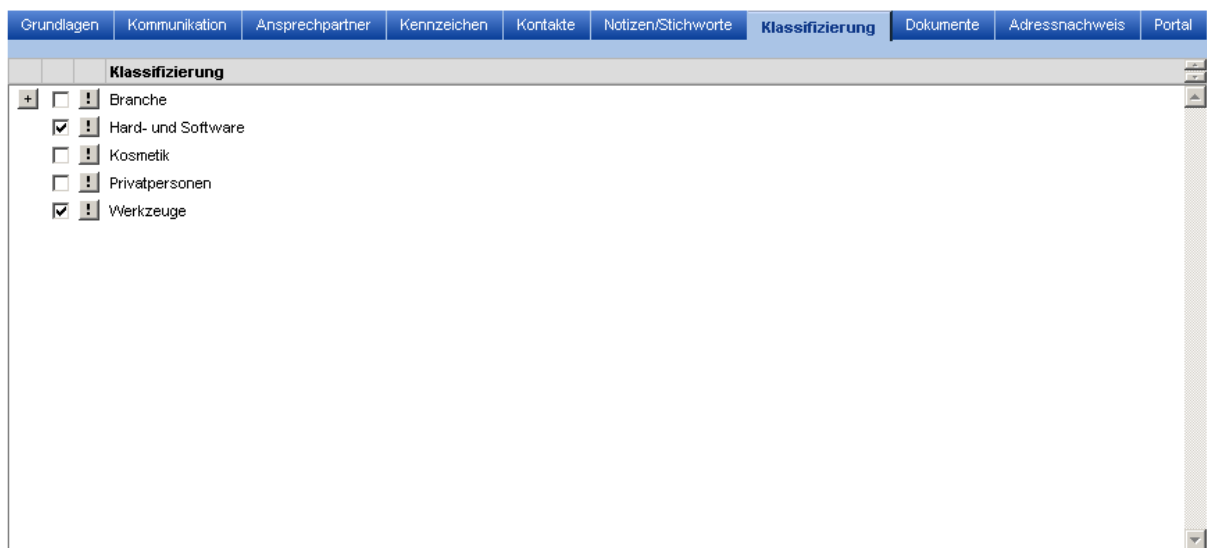 Grundlagen Kommunikation Ansprechpartner Kennzeichen Kontakte Notizen/Stichworte Klassifizierung Dokumente Adressnachweis Portal
Klassifizierung
+ ! Branche
! Hard- und Software
! Kosmetik
! Privatpersonen
! Werkzeuge